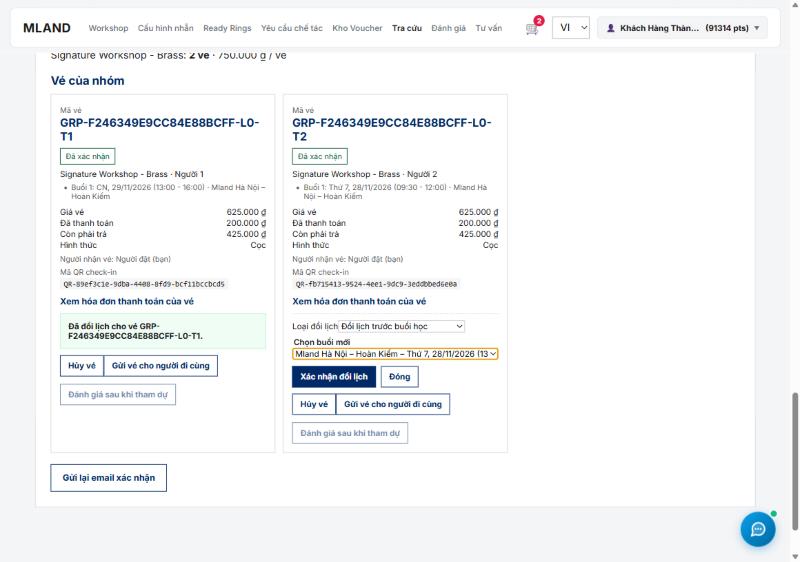 MLAND
Workshop Cấu hình nhẫn Ready Rings Yêu cầu chế tác Kho Voucher Tra cứu Đánh giá Tư vấn
2
VI
Khách Hàng Thân... (91314 pts)
Signature Workshop - Brass: 2 vé · 750.000 ₫ / vé
Vé của nhóm
Mã vé
GRP-F246349E9CC84E88BCFF-L0-
T1
Đã xác nhận
Signature Workshop - Brass · Người 1
• Buổi 1: CN, 29/11/2026 (13:00 - 16:00) · Mland Hà Nội –
Hoàn Kiếm
Giá vé 625.000 ₫
Đã thanh toán 200.000 ₫
Còn phải trả 425.000 ₫
Hình thức Cọc
Người nhận vé: Người đặt (bạn)
Mã QR check-in
QR-89ef3c1e-9dba-4408-8fd9-bcf11bccbcd5
Xem hóa đơn thanh toán của vé
Đã đổi lịch cho vé GRP-
F246349E9CC84E88BCFF-L0-T1.
Hủy vé
Gửi vé cho người đi cùng
Đánh giá sau khi tham dự
Mã vé
GRP-F246349E9CC84E88BCFF-L0-
T2
Đã xác nhận
Signature Workshop - Brass · Người 2
• Buổi 1: Thứ 7, 28/11/2026 (09:30 - 12:00) · Mland Hà
Nội – Hoàn Kiếm
Giá vé 625.000 ₫
Đã thanh toán 200.000 ₫
Còn phải trả 425.000 ₫
Hình thức Cọc
Người nhận vé: Người đặt (bạn)
Mã QR check-in
QR-fb715413-9524-4ee1-9dc9-3eddbbed6e0a
Xem hóa đơn thanh toán của vé
Loại đổi lịch Đổi lịch trước buổi học
Chọn buổi mới
Mland Hà Nội – Hoàn Kiếm – Thứ 7, 28/11/2026 (13
Xác nhận đổi lịch
Đóng
Hủy vé
Gửi vé cho người đi cùng
Đánh giá sau khi tham dự
Gửi lại email xác nhận